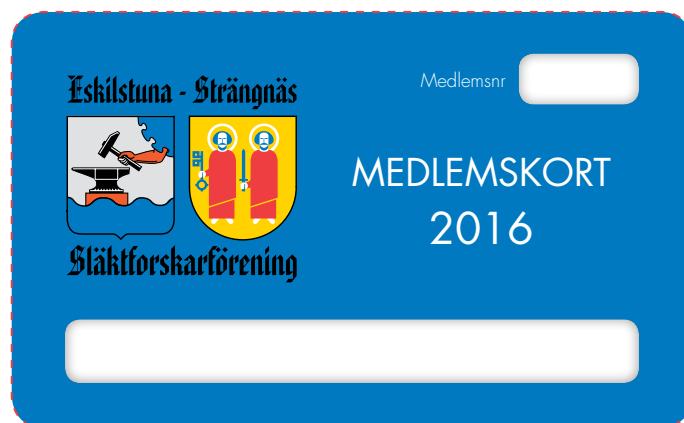 Eskilstuna - Strängnäs
Medlemsnr
MEDLEMSKORT
2016
Släktforskarförening